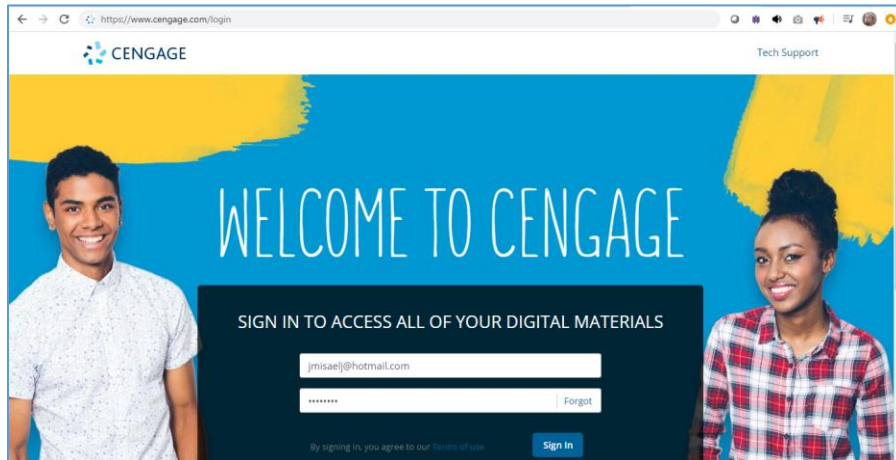 https://www.cengage.com/login
CENGAGE
Tech Support
WELCOME TO CENGAGE
SIGN IN TO ACCESS ALL OF YOUR DIGITAL MATERIALS
jmisaelj@hotmail.com
••••••••
Forgot
By signing in, you agree to our Terms of use
Sign In